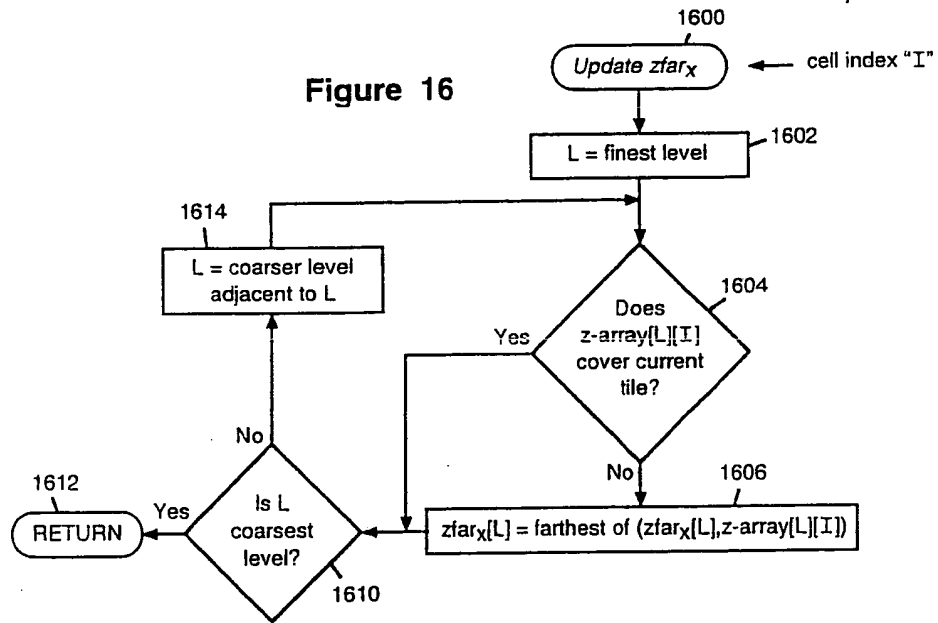 1600
Update zfarx
cell index "I"
Figure 16
L = finest level
1602
1614
L = coarser level
adjacent to L
1604
Does
z-array[L][I]
cover current
tile?
Yes
No
No
1606
1612
RETURN
Yes
Is L
coarsest
level?
1610
zfarx[L] = farthest of (zfarx[L],z-array[L][I])